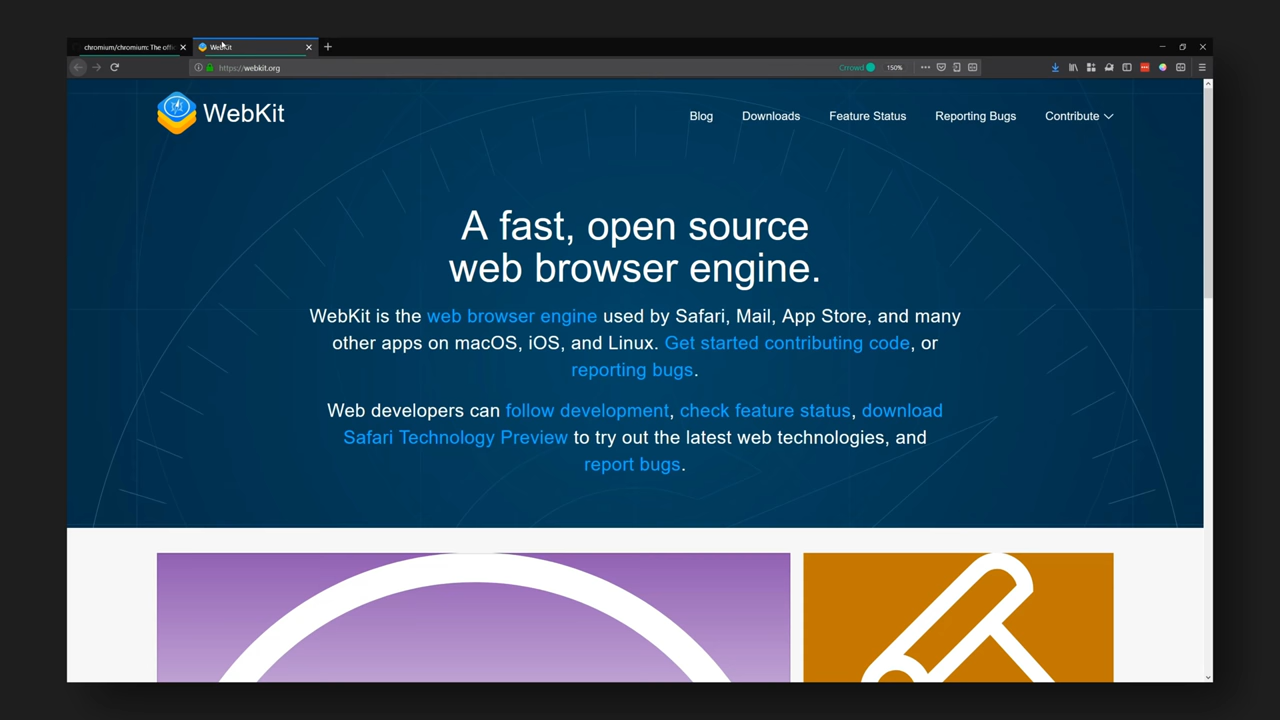 chromium/chromium: The offi
WebKit
https://webkit.org
Crrowd
150%
WebKit
Blog
Downloads
Feature Status
Reporting Bugs
Contribute
A fast, open source
web browser engine.
WebKit is the web browser engine used by Safari, Mail, App Store, and many
other apps on macOS, iOS, and Linux. Get started contributing code, or
reporting bugs.
Web developers can follow development, check feature status, download
Safari Technology Preview to try out the latest web technologies, and
report bugs.